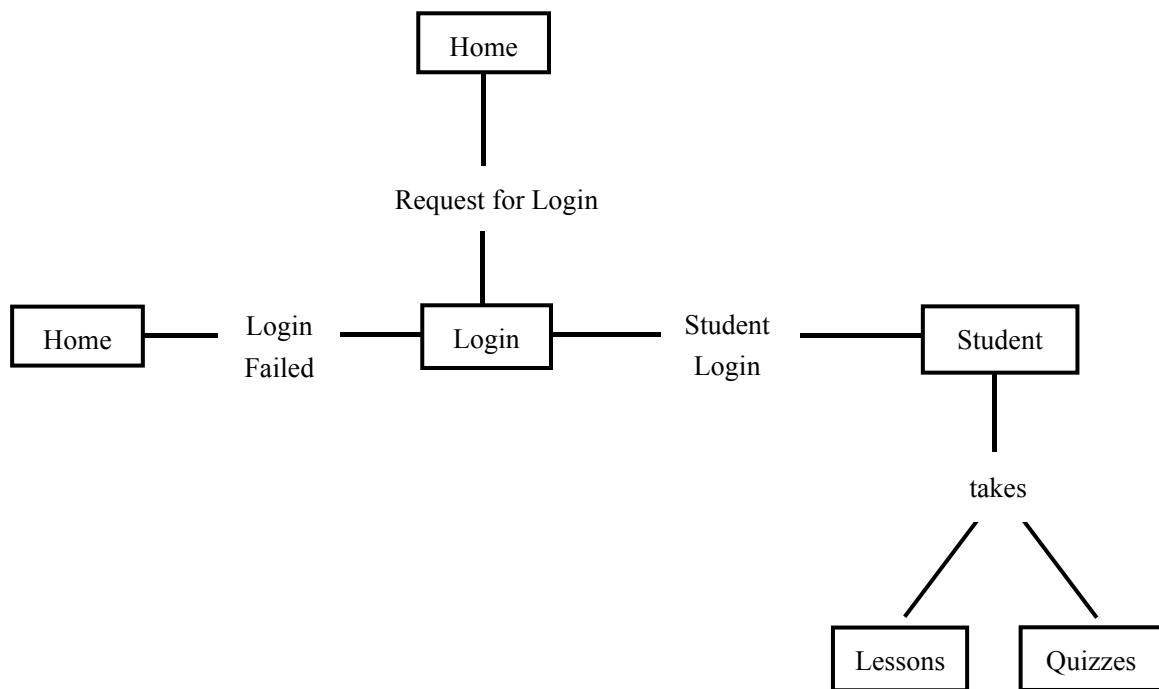 Home
Request for Login
Home
Login
Failed
Login
Student
Login
Student
takes
Lessons
Quizzes